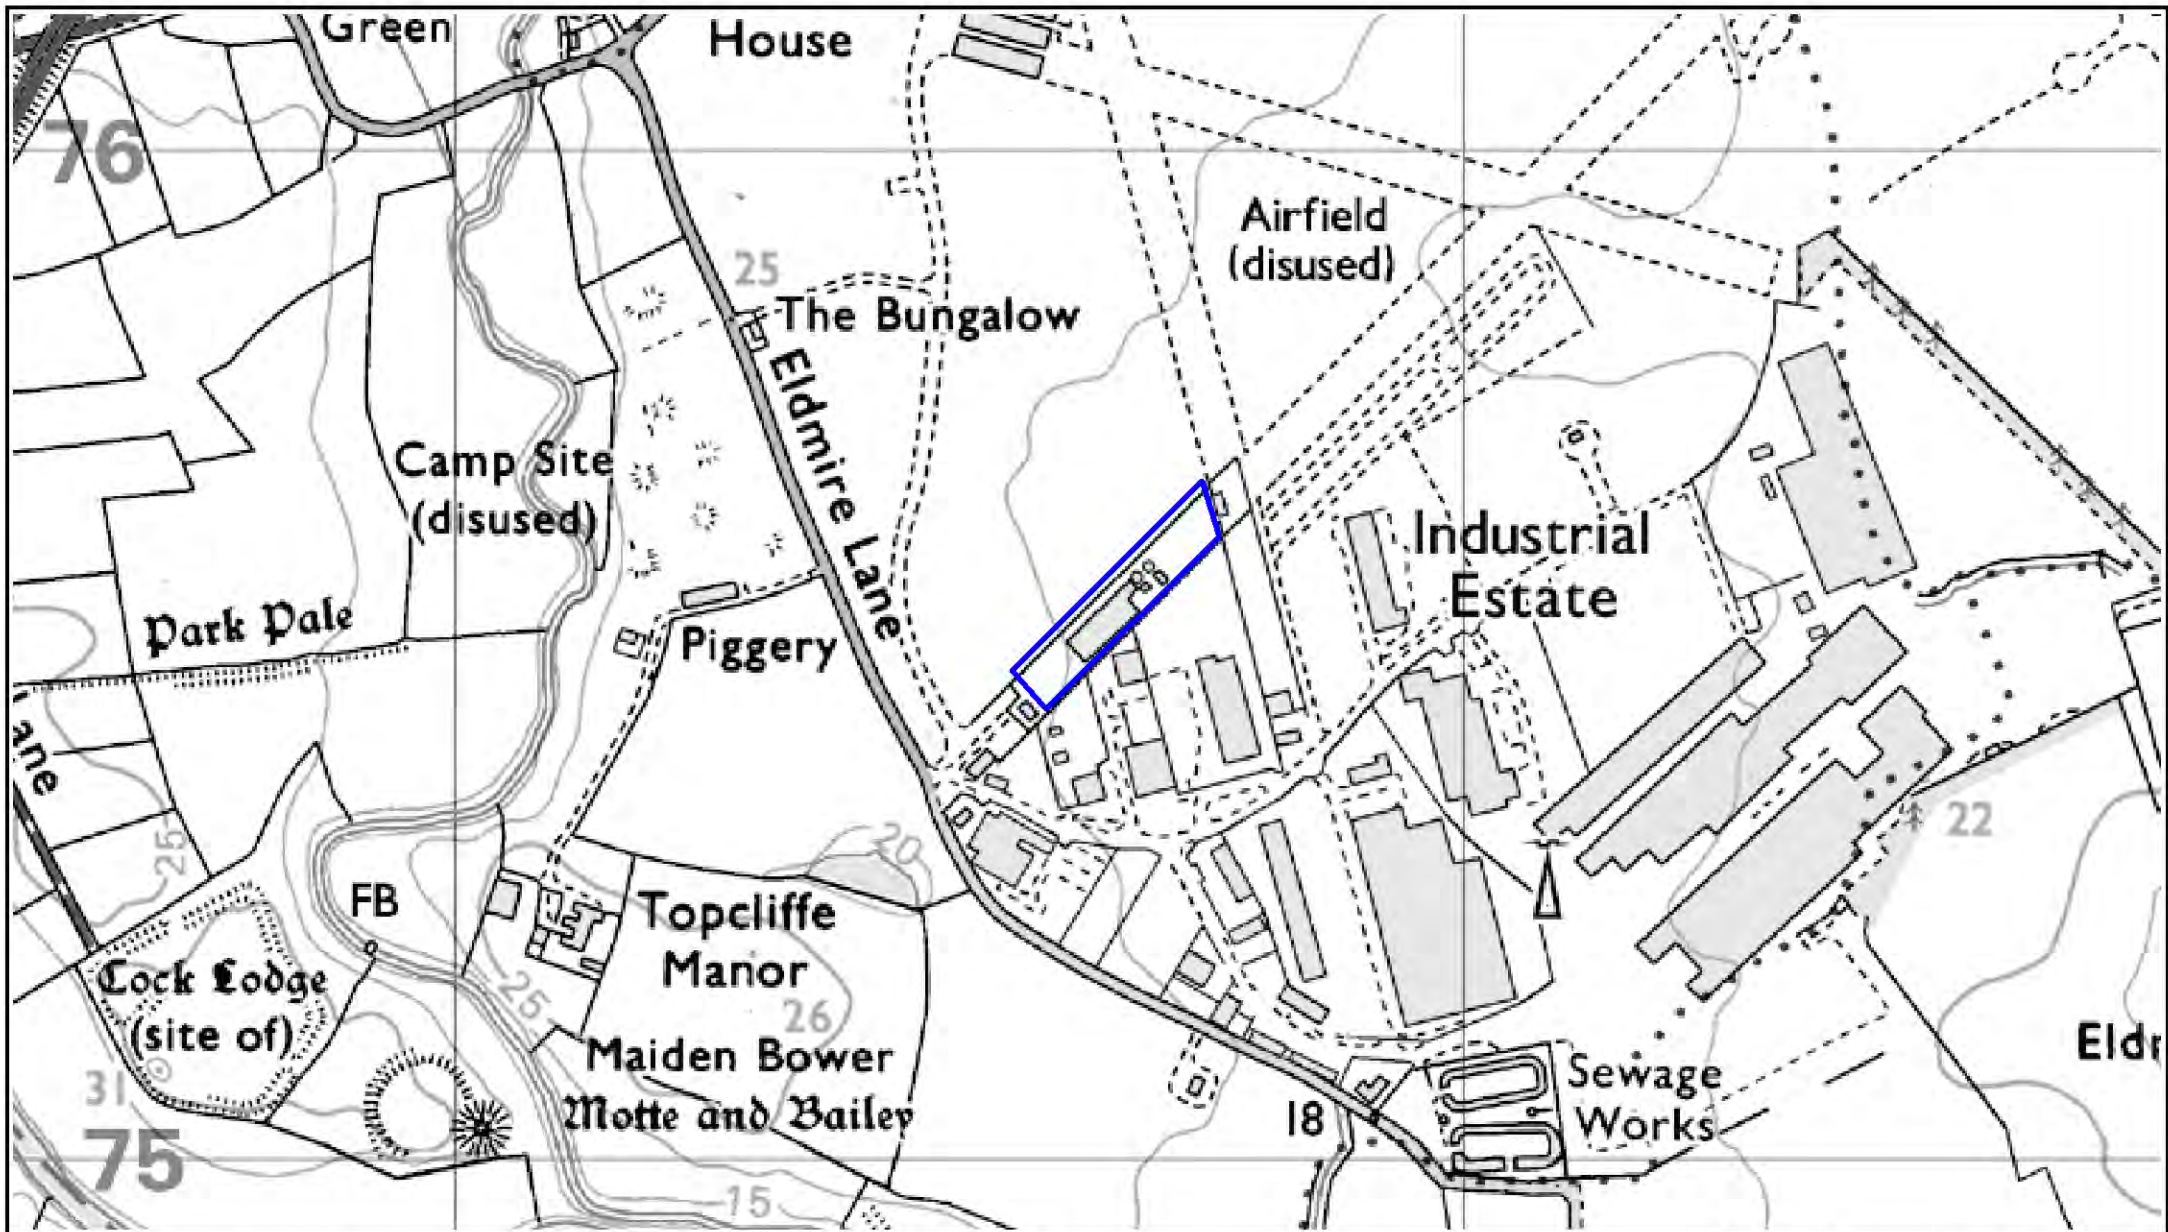 Green
House
76
Airfield
(disused)
25
The Bungalow
Eldmire Lane
Camp Site
(disused)
Industrial
Estate
Park Pale
Piggery
ane
25
20
22
FB
Topcliffe
Manor
Cock Lodge
(site of)
25
26
Maiden Bower
Motte and Bailey
31
75
18
Sewage
Works
Eldr
15